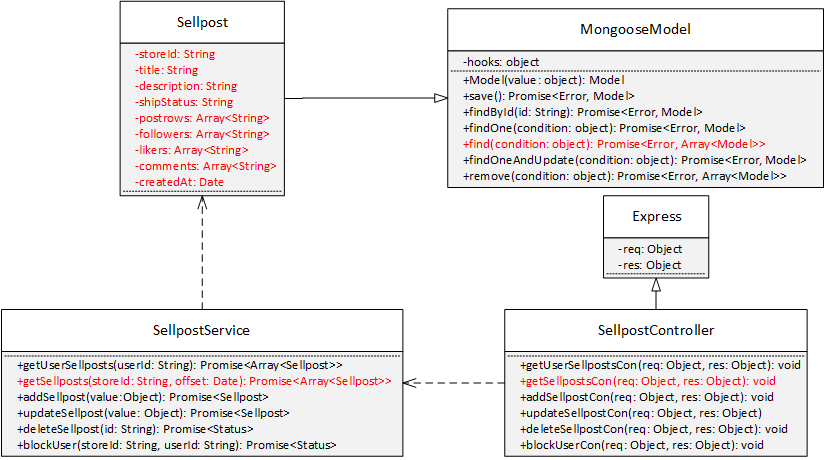 Sellpost
-storeId: String
-title: String
-description: String
-shipStatus: String
-postrows: Array<String>
-followers: Array<String>
-likers: Array<String>
-comments: Array<String>
-createdAt: Date
MongooseModel
-hooks: object
+Model(value: object): Model
+save(): Promise<Error, Model>
+findById(id: String): Promise<Error, Model>
+findOne(condition: object): Promise<Error, Model>
+find(condition: object): Promise<Error, Array<Model>>
+findOneAndUpdate(condition: object): Promise<Error, Model>
+remove(condition: object): Promise<Error, Array<Model>>
Express
-req: Object
-res: Object
SellpostService
+getUserSellposts(userId: String): Promise<Array<Sellpost>>
+getSellposts(storeId: String, offset: Date): Promise<Array<Sellpost>>
+addSellpost(value:Object): Promise<Sellpost>
+updateSellpost(value: Object): Promise<Sellpost>
+deleteSellpost(id: String): Promise<Status>
+blockUser(storeId: String, userId: String): Promise<Status>
SellpostController
+getUserSellpostsCon(req: Object, res: Object): void
+getSellpostsCon(req: Object, res: Object): void
+addSellpostCon(req: Object, res: Object): void
+updateSellpostCon(req: Object, res: Object)
+deleteSellpostCon(req: Object, res: Object): void
+blockUserCon(req: Object, res: Object): void